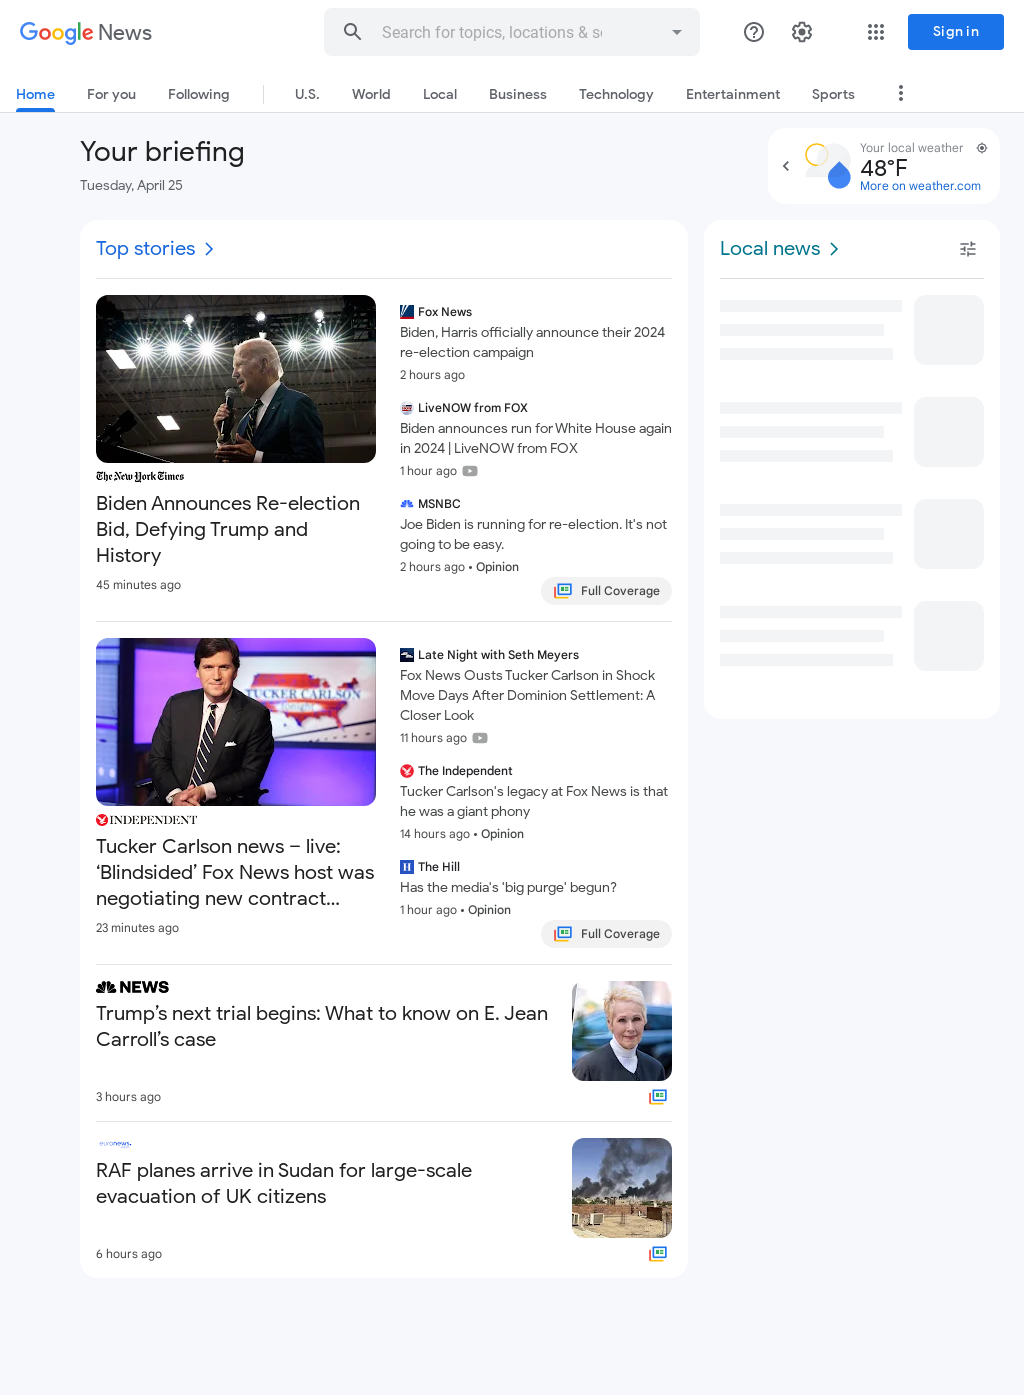 Google News
Search for topics, locations & so
Sign in
Home
For you
Following
U.S.
World
Local
Business
Technology
Entertainment
Sports
Your briefing
Tuesday, April 25
Your local weather
48°F
More on weather.com
Top stories
The New York Times
Biden Announces Re-election
Bid, Defying Trump and
History
45 minutes ago
Fox News
Biden, Harris officially announce their 2024
re-election campaign
2 hours ago
LiveNOW from FOX
Biden announces run for White House again
in 2024 | LiveNOW from FOX
1 hour ago
MSNBC
Joe Biden is running for re-election. It's not
going to be easy.
2 hours ago • Opinion
Full Coverage
TUCKER CARLSON
Tonight
INDEPENDENT
Tucker Carlson news – live:
‘Blindsided’ Fox News host was
negotiating new contract...
23 minutes ago
Late Night with Seth Meyers
Fox News Ousts Tucker Carlson in Shock
Move Days After Dominion Settlement: A
Closer Look
11 hours ago
The Independent
Tucker Carlson's legacy at Fox News is that
he was a giant phony
14 hours ago • Opinion
H The Hill
Has the media's 'big purge' begun?
1 hour ago • Opinion
Full Coverage
NEWS
Trump’s next trial begins: What to know on E. Jean
Carroll’s case
3 hours ago
euronews.
RAF planes arrive in Sudan for large-scale
evacuation of UK citizens
6 hours ago
Local news